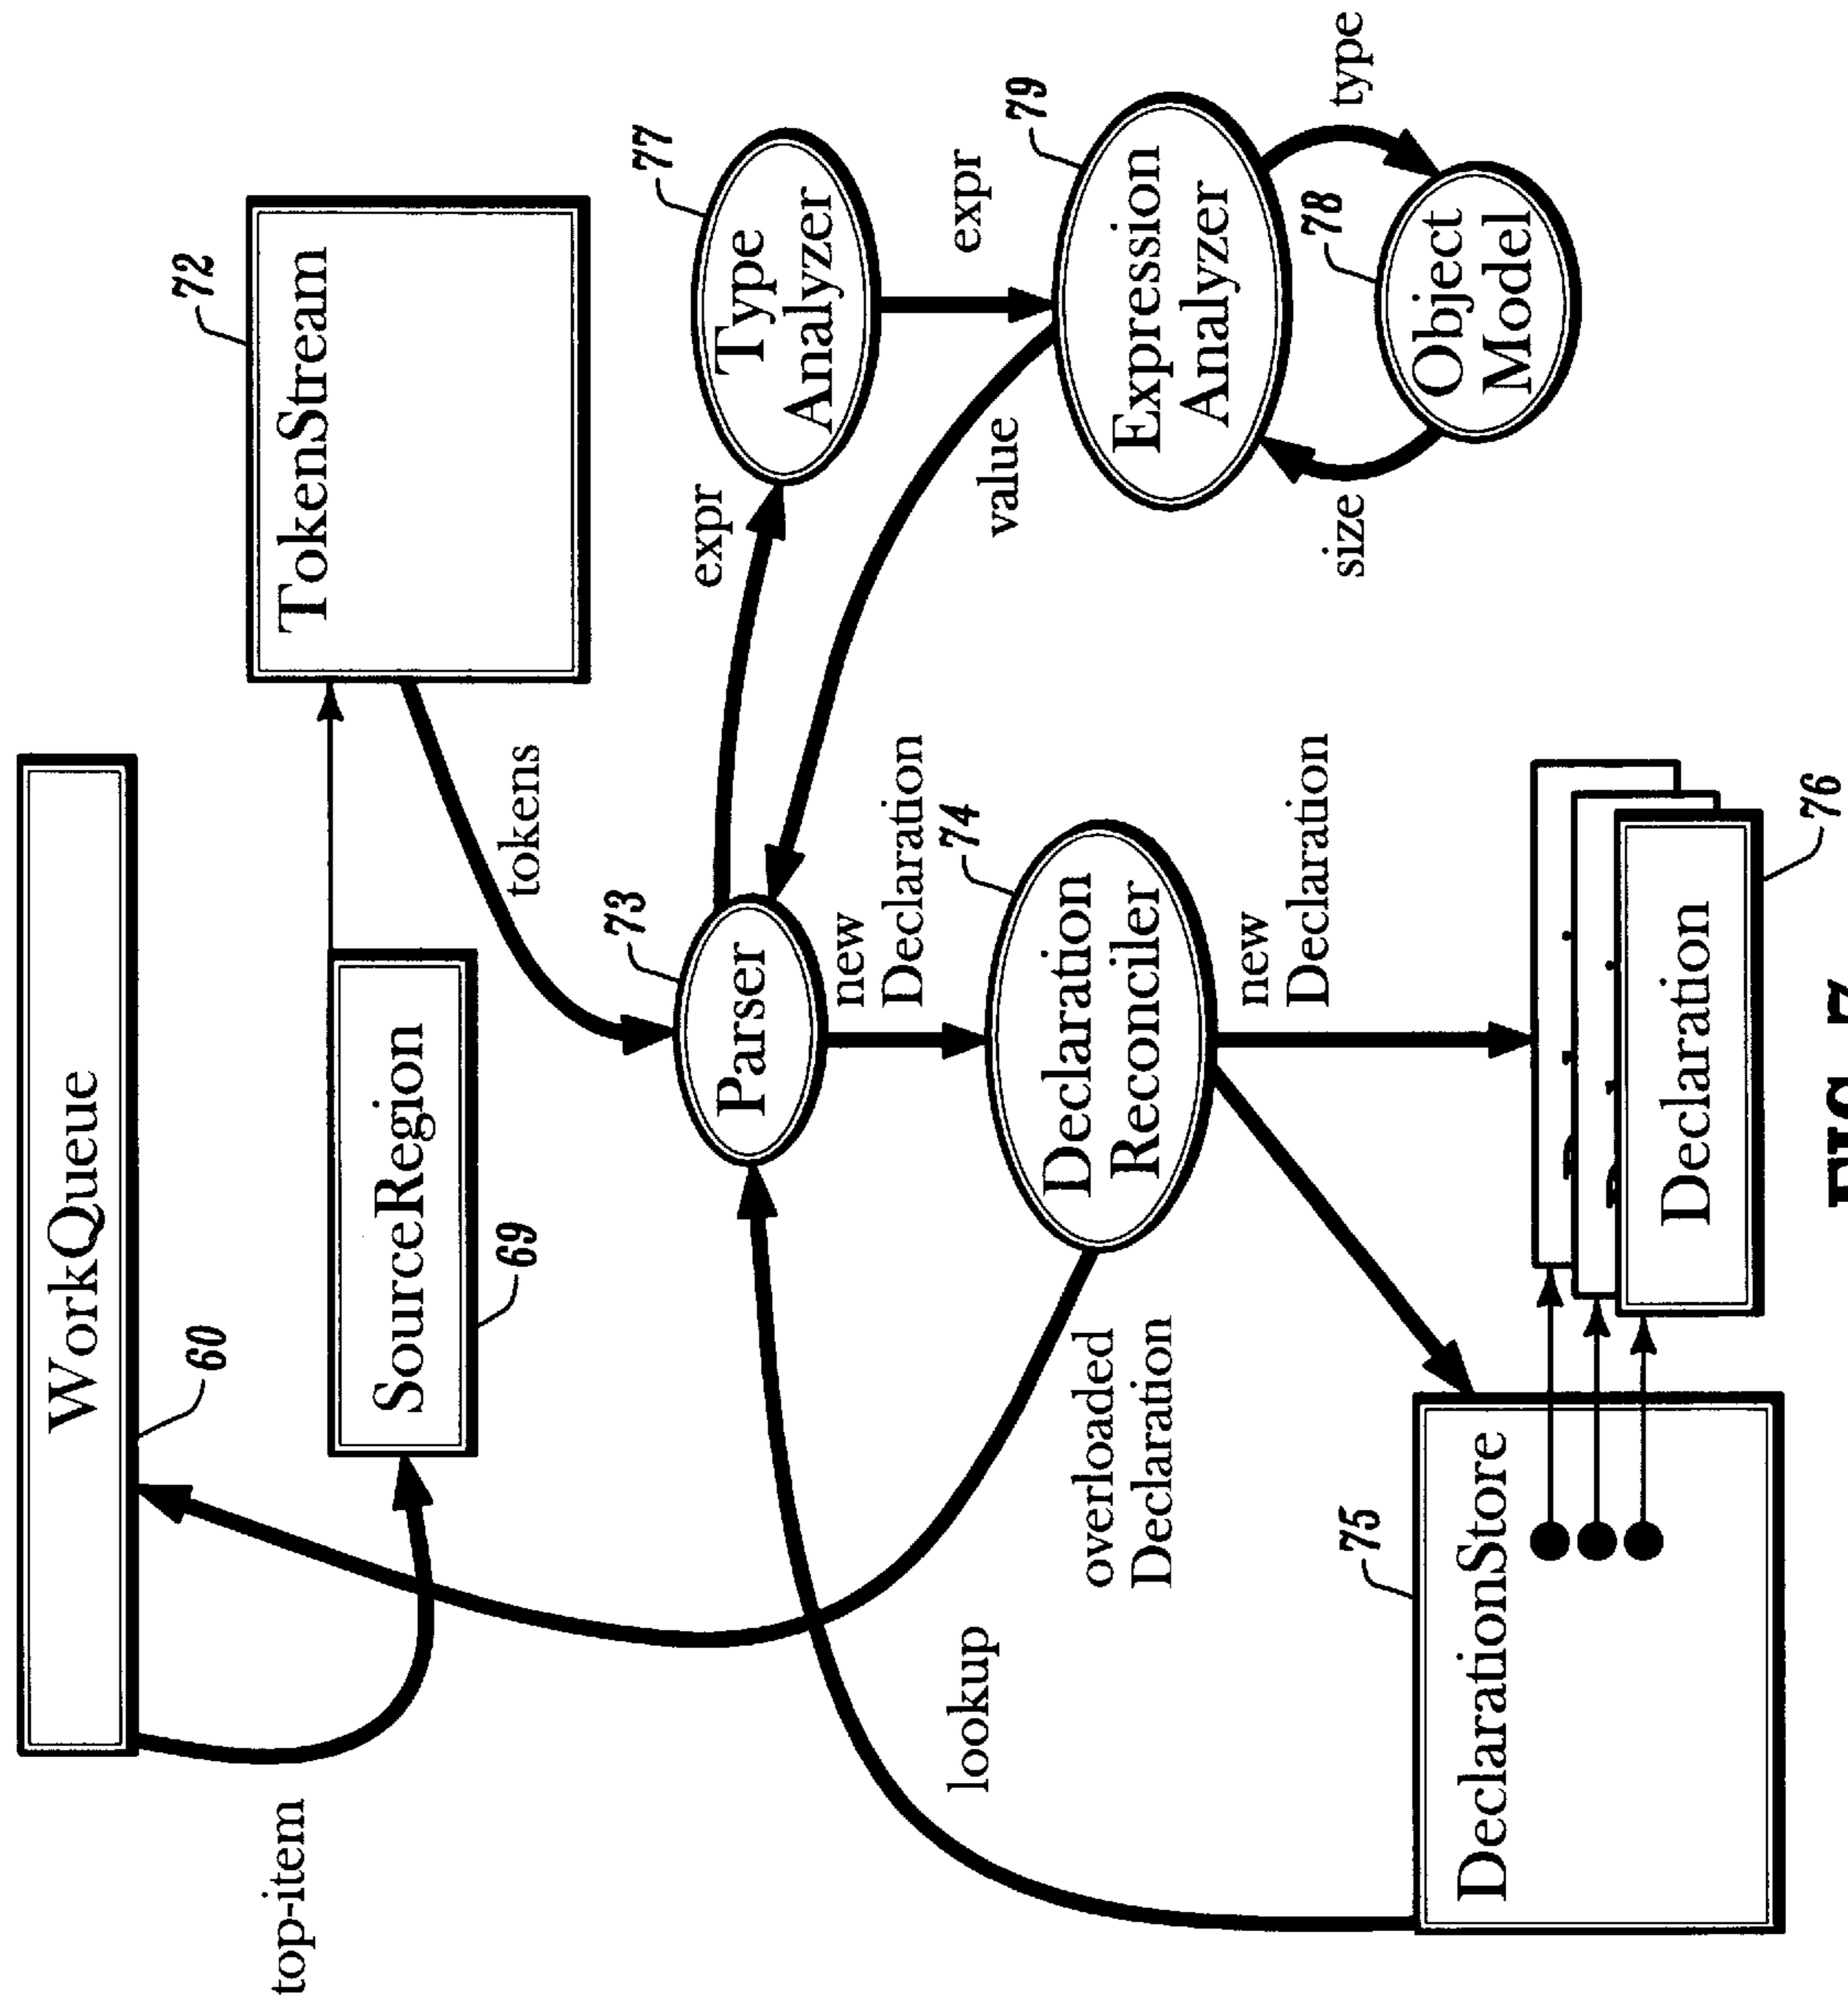 WorkQueue
60
top-item
SourceRegion
69
TokenStream
72
tokens
Parser
73
expr
Type
Analyzer
77
expr
value
Expression
Analyzer
79
type
size
Object
Model
78
new
Declaration
Declaration
Reconciler
74
new
Declaration
overloaded
Declaration
lookup
DeclarationStore
75
Declaration
76